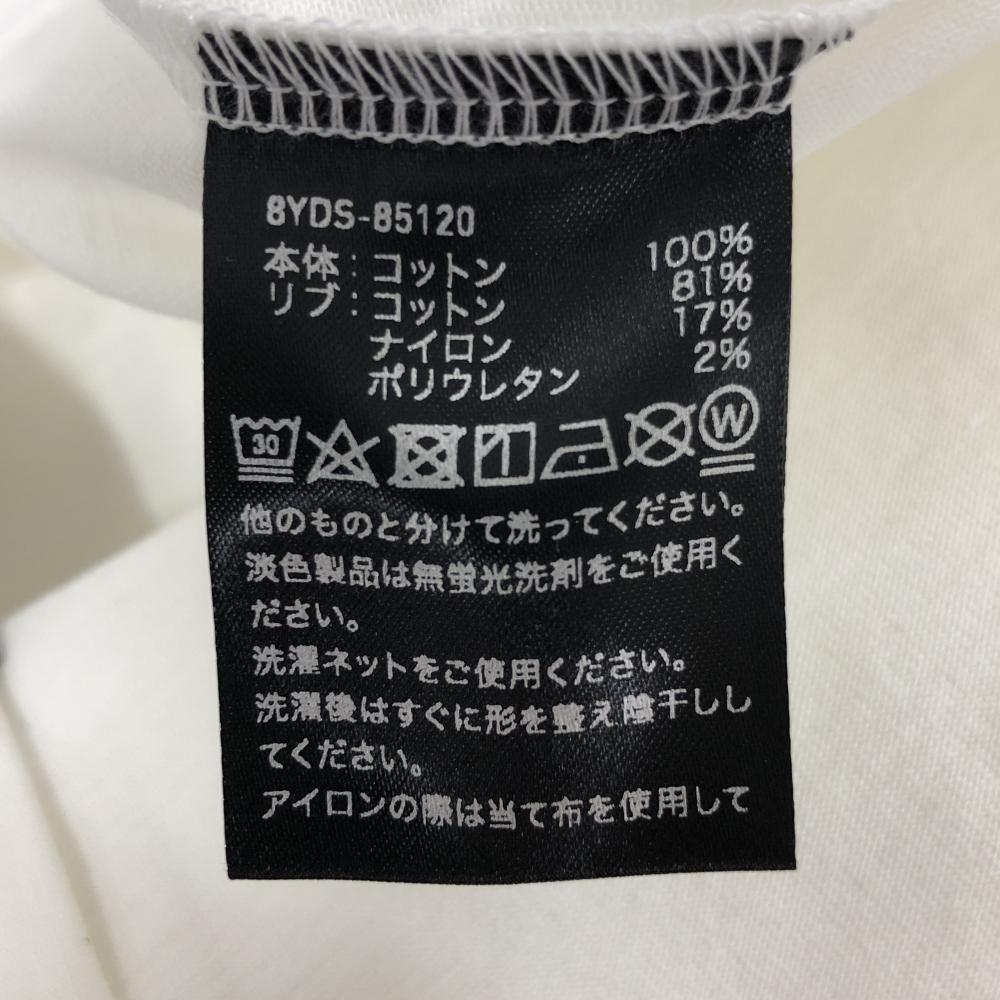 8YDS-85120
本体：コットン 100%
リブ：コットン 81%
ナイロン 17%
ポリウレタン 2%
30 W
他のものと分けて洗ってください。
淡色製品は無蛍光洗剤をご使用く
ださい。
洗濯ネットをご使用ください。
洗濯後はすぐに形を整え陰干しし
てください。
アイロンの際は当て布を使用して